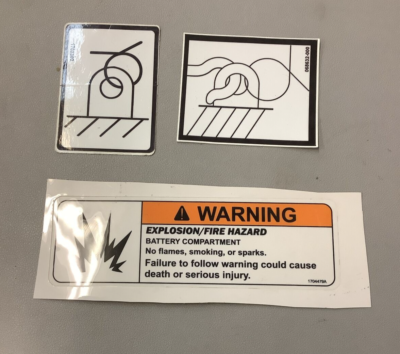 WARNING
EXPLOSION/FIRE HAZARD
BATTERY COMPARTMENT
No flames, smoking, or sparks.
Failure to follow warning could cause
death or serious injury.